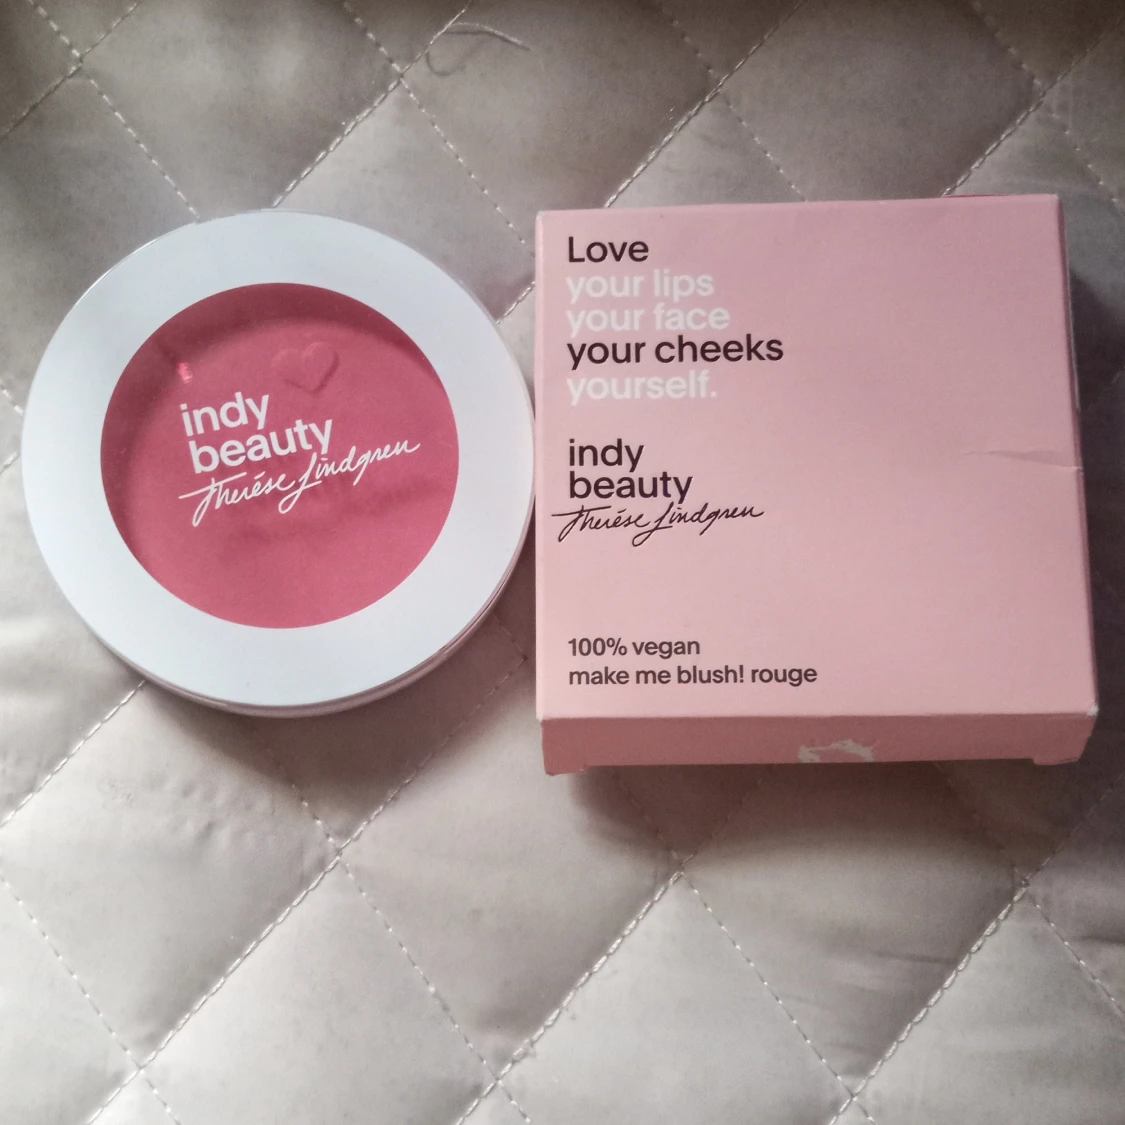 indy
beauty
Therése Lindgren
Love
your lips
your face
your cheeks
yourself.
indy
beauty
Therése Lindgren
100% vegan
make me blush! rouge